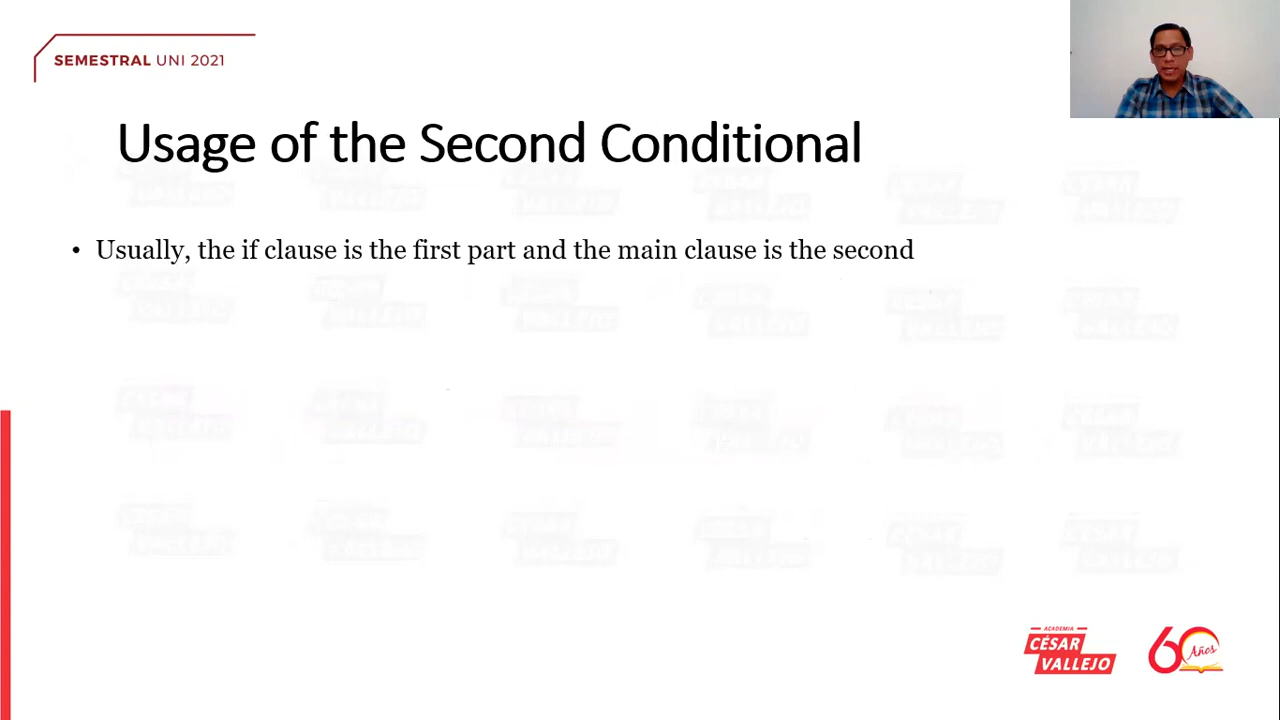 SEMESTRAL UNI 2021
Usage of the Second Conditional
• Usually, the if clause is the first part and the main clause is the second
ACADEMIA
CÉSAR
VALLEJO
60
Años